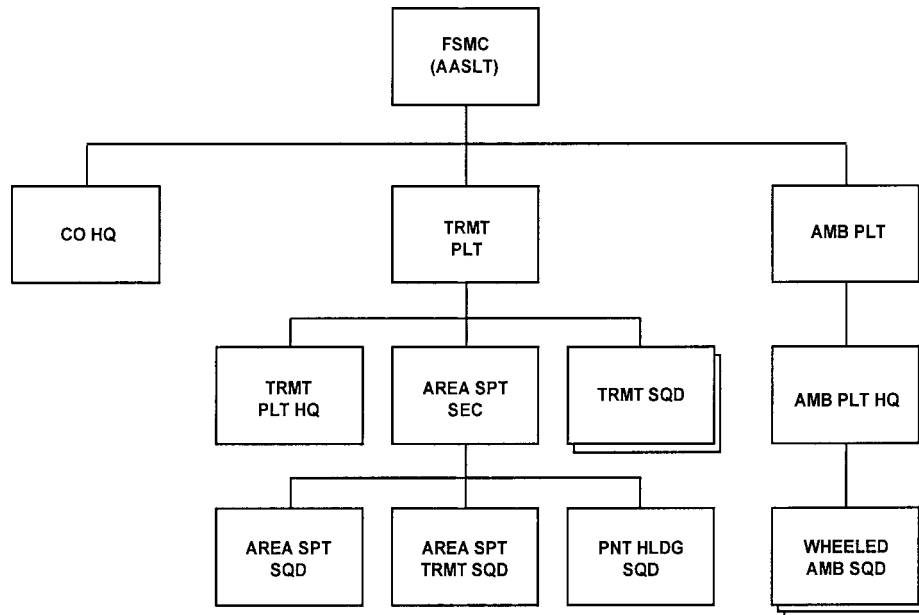 FSMC
(AASLT)
CO HQ
TRMT
PLT
AMB PLT
TRMT
PLT HQ
AREA SPT
SEC
TRMT SQD
AMB PLT HQ
AREA SPT
SQD
AREA SPT
TRMT SQD
PNT HLDG
SQD
WHEELED
AMB SQD